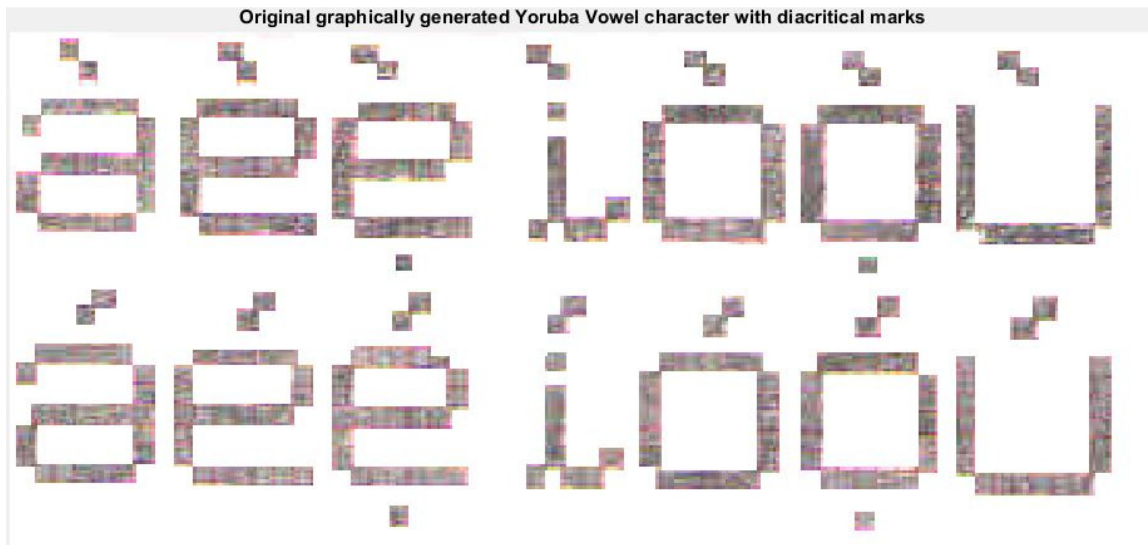 Original graphically generated Yoruba Vowel character with diacritical marks
à è ẹ̀ ì ò ọ̀ ù
á é ẹ́ í ó ọ́ ú